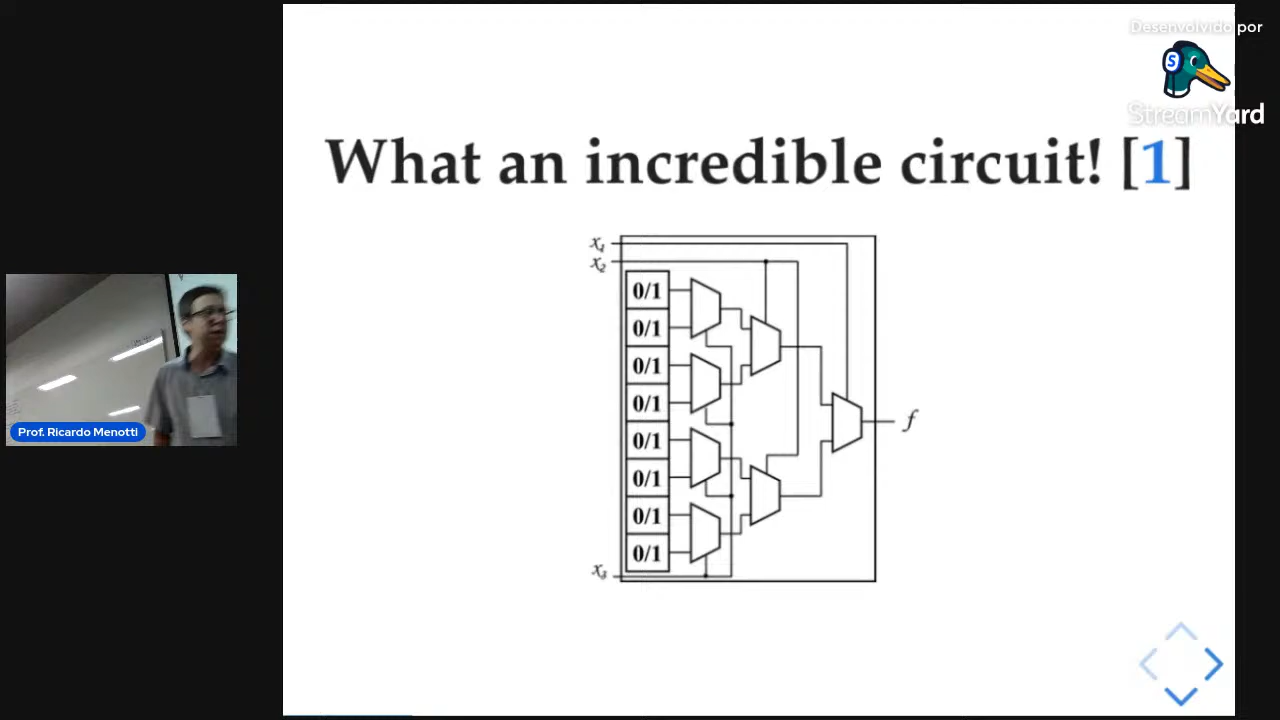 Desenvolvido por
StreamYard
What an incredible circuit! [1]
x₁
x₂
0/1
0/1
0/1
0/1
0/1
0/1
0/1
0/1
x₃
f
Prof. Ricardo Menotti